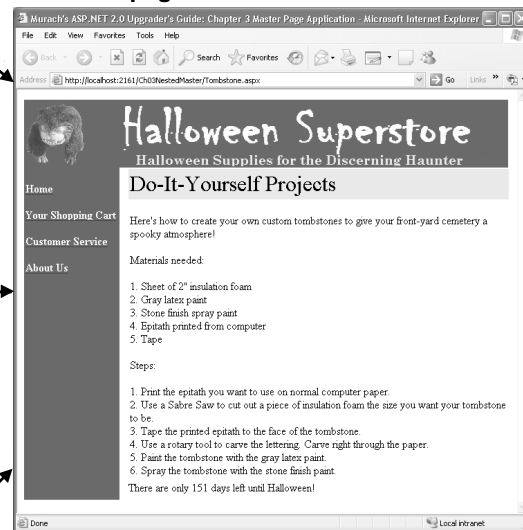 Murach's ASP.NET 2.0 Upgrader's Guide: Chapter 3 Master Page Application - Microsoft Internet Explorer
File Edit View Favorites Tools Help
Back Search Favorites
Address http://localhost:2161/Ch03NestedMaster/Tombstone.aspx Go Links
Halloween Superstore
Halloween Supplies for the Discerning Haunter
Do-It-Yourself Projects
Home
Your Shopping Cart
Customer Service
About Us
Here's how to create your own custom tombstones to give your front-yard cemetery a
spooky atmosphere!
Materials needed:
1. Sheet of 2" insulation foam
2. Gray latex paint
3. Stone finish spray paint
4. Epitath printed from computer
5. Tape
Steps:
1. Print the epitath you want to use on normal computer paper.
2. Use a Sabre Saw to cut out a piece of insulation foam the size you want your tombstone
to be.
3. Tape the printed epitath to the face of the tombstone.
4. Use a rotary tool to carve the lettering. Carve right through the paper.
5. Paint the tombstone with the gray latex paint.
6. Spray the tombstone with the stone finish paint.
There are only 151 days left until Halloween!
Done Local intranet